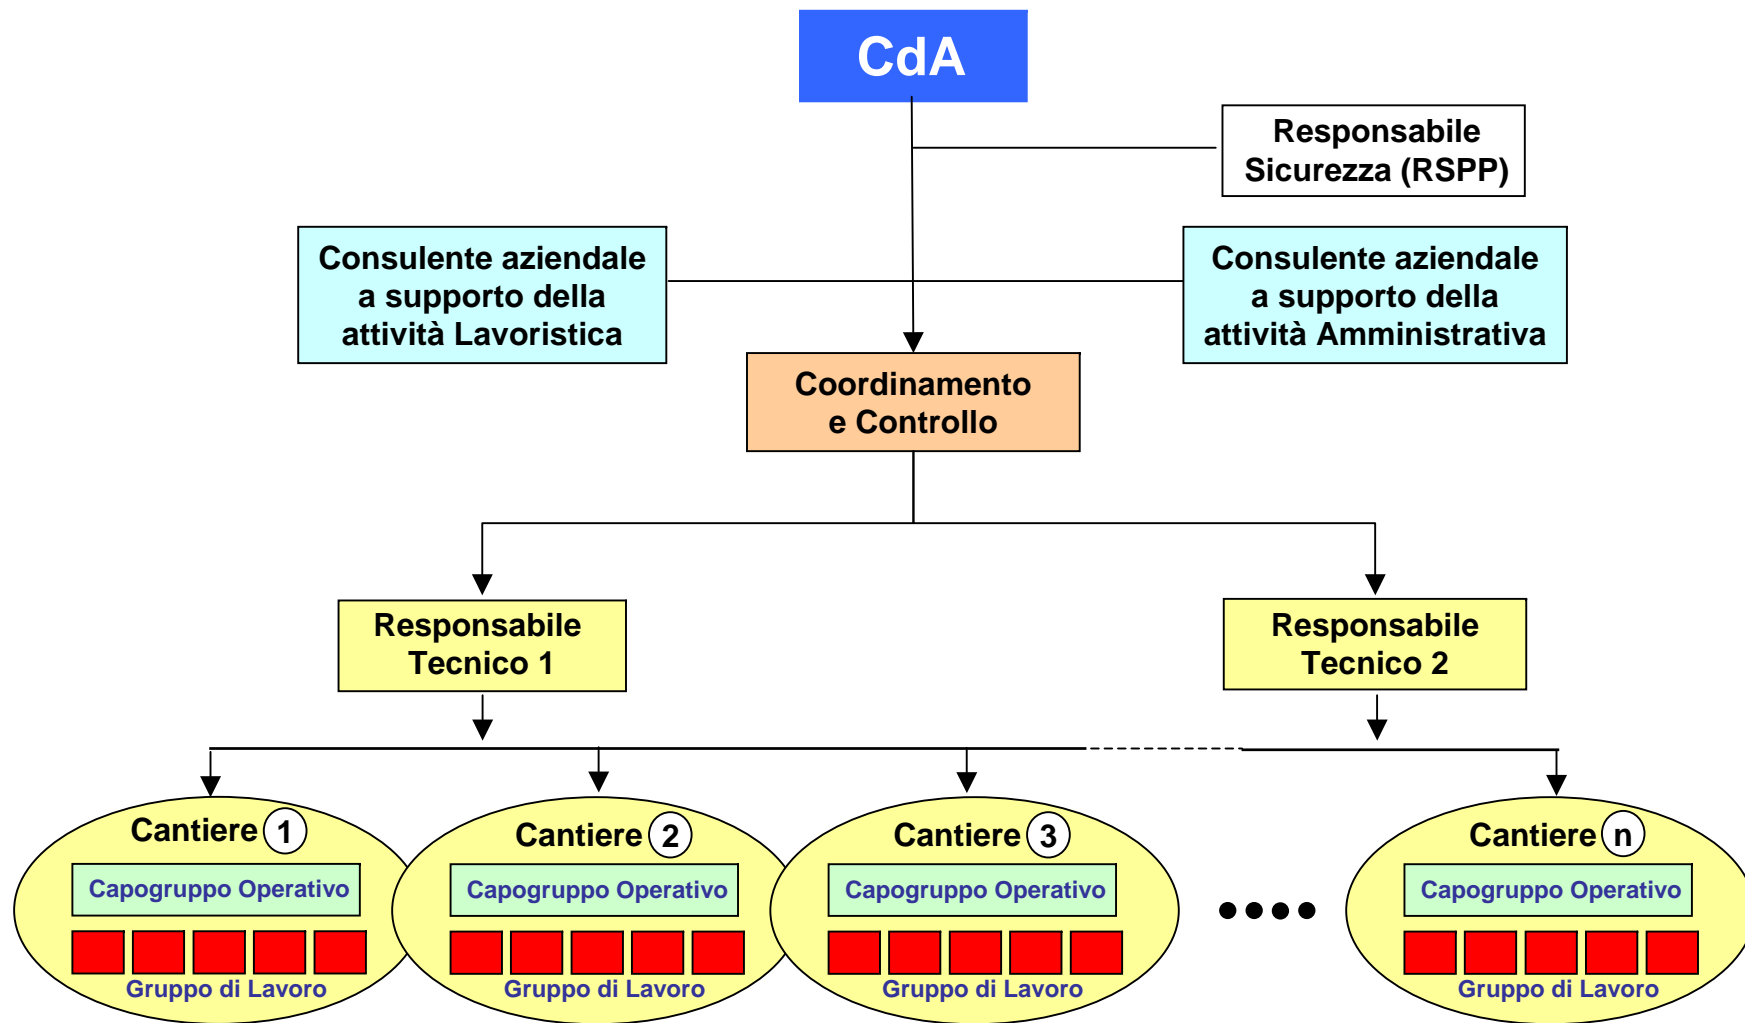 CdA
Responsabile
Sicurezza (RSPP)
Consulente aziendale
a supporto della
attività Lavoristica
Consulente aziendale
a supporto della
attività Amministrativa
Coordinamento
e Controllo
Responsabile
Tecnico 1
Responsabile
Tecnico 2
Cantiere 1
Capogruppo Operativo
Gruppo di Lavoro
Cantiere 2
Capogruppo Operativo
Gruppo di Lavoro
Cantiere 3
Capogruppo Operativo
Gruppo di Lavoro
Cantiere n
Capogruppo Operativo
Gruppo di Lavoro